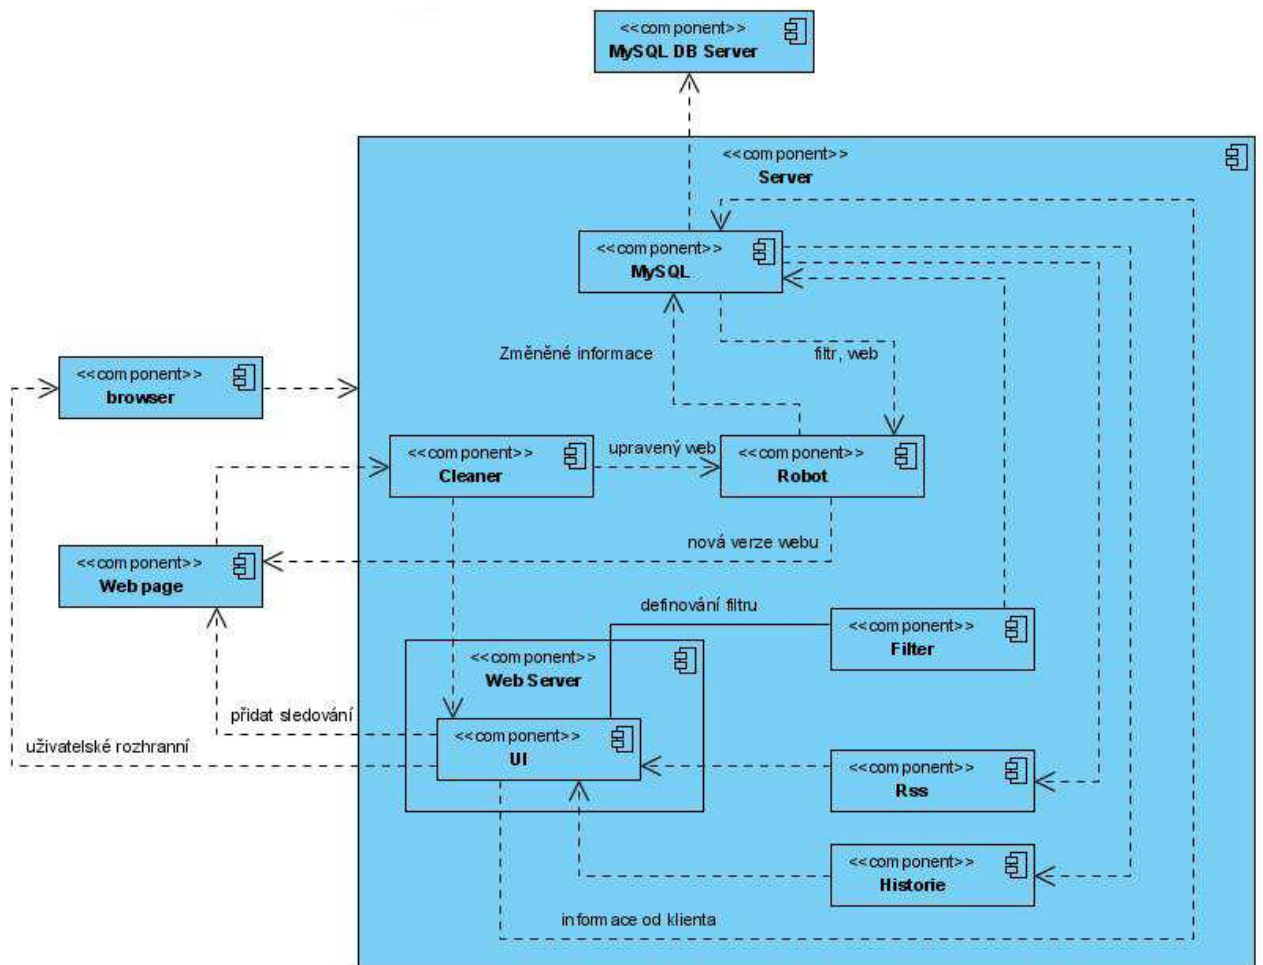 <<component>>
MySQL DB Server
<<component>>
Server
<<component>>
MySQL
Změněné informace
filtr, web
<<component>>
browser
<<component>>
Cleaner
upravený web
<<component>>
Robot
nová verze webu
<<component>>
Web page
definování filtru
<<component>>
Filter
<<component>>
Web Server
přidat sledování
<<component>>
UI
uživatelské rozhranní
<<component>>
Rss
<<component>>
Historie
informace od klienta